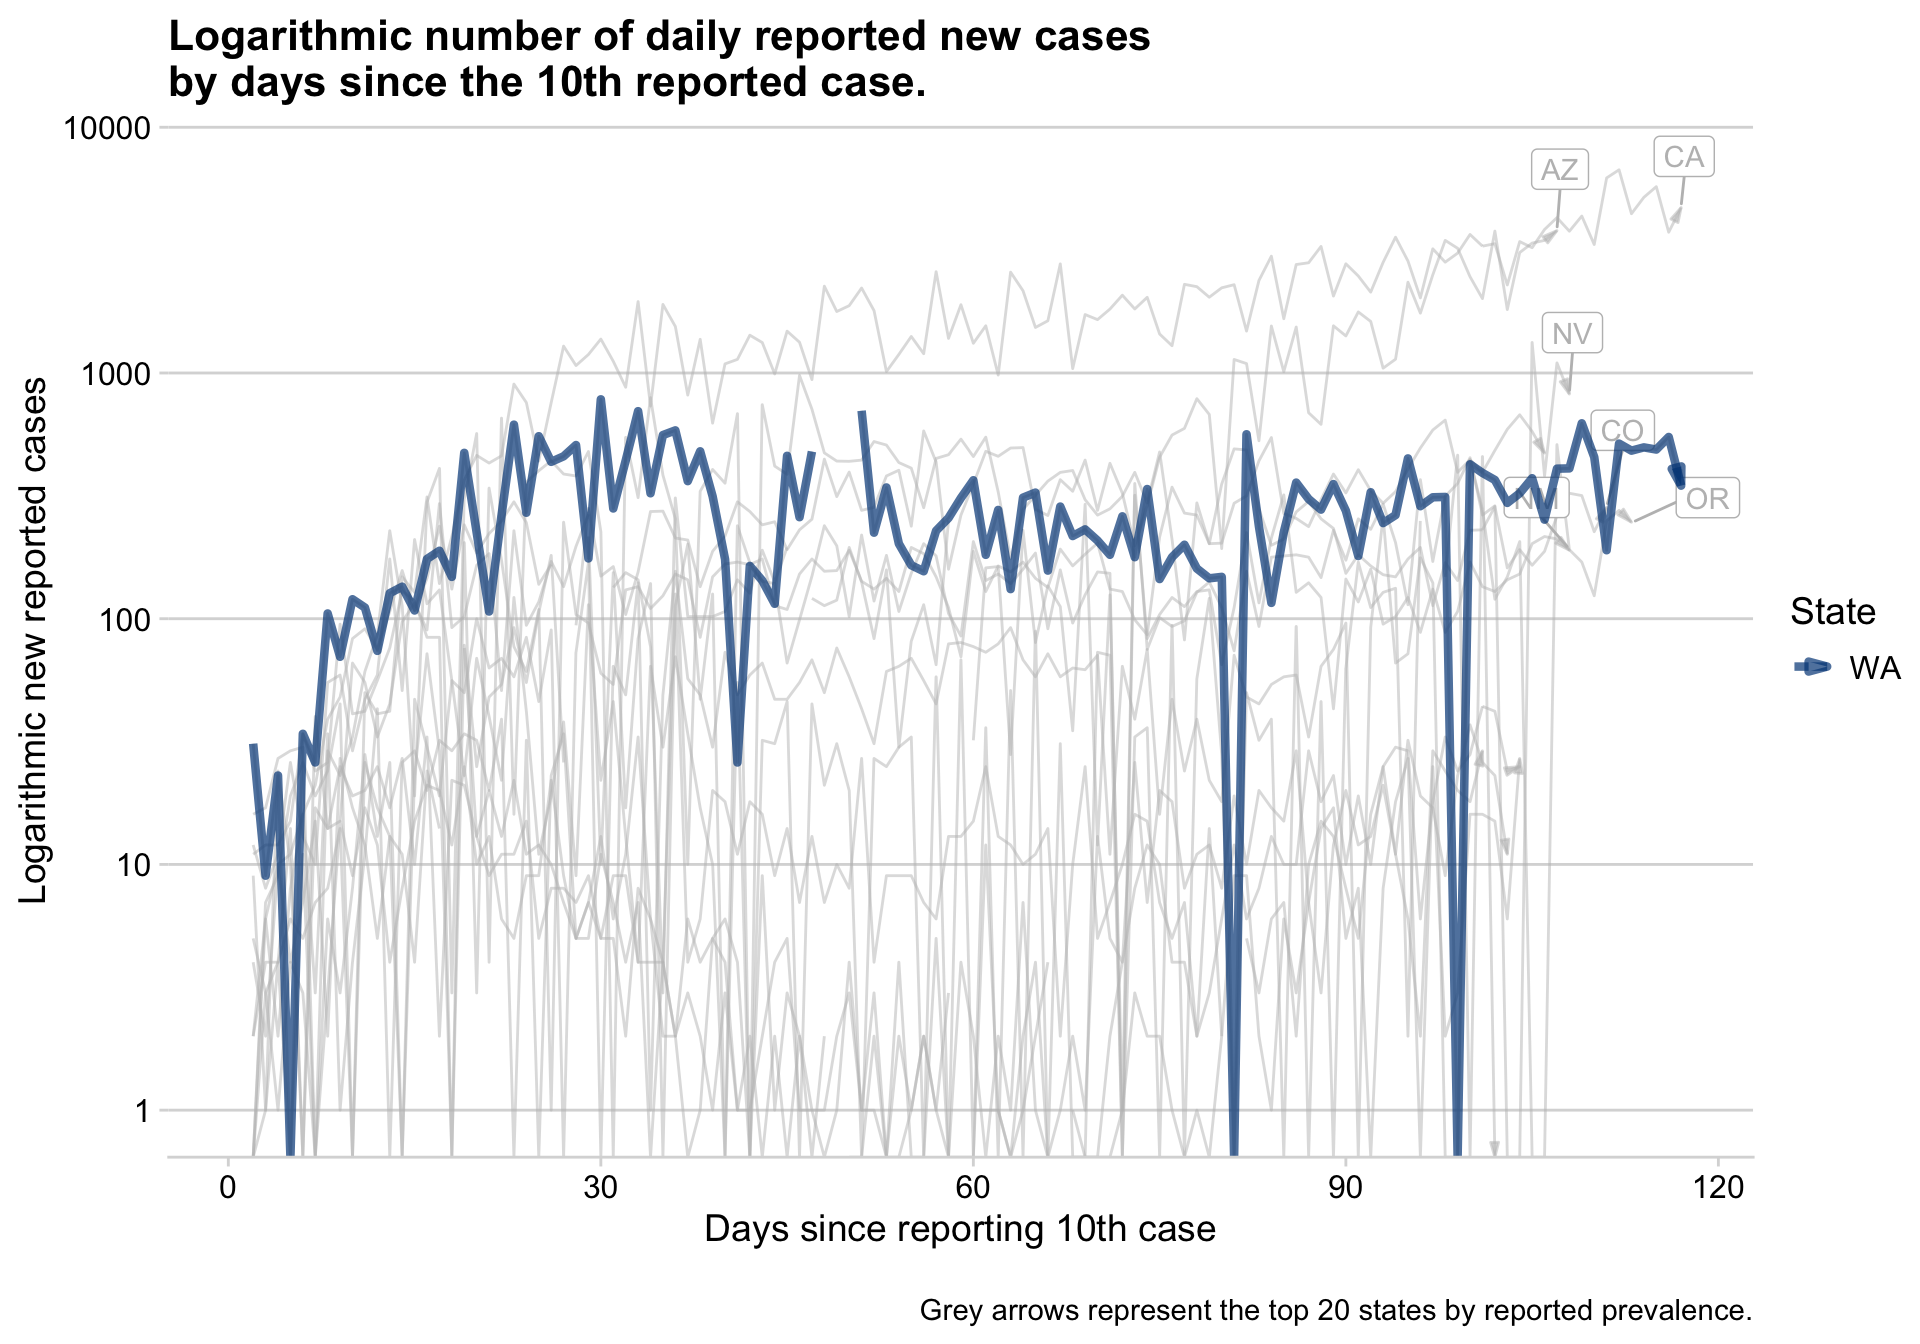 Logarithmic number of daily reported new cases
by days since the 10th reported case.
10000
1000
100
10
1
Logarithmic new reported cases
AZ
CA
NV
CO
NM
OR
State
WA
0
30
60
90
120
Days since reporting 10th case
Grey arrows represent the top 20 states by reported prevalence.